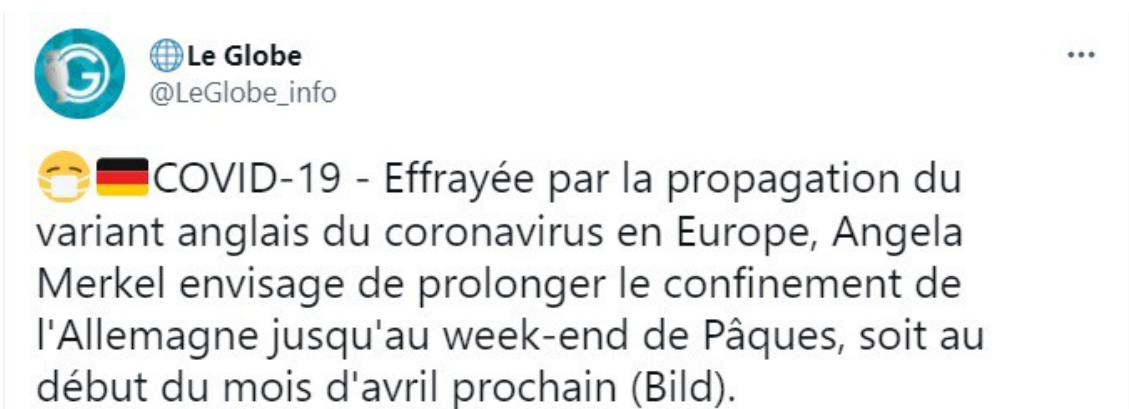 🌐Le Globe
@LeGlobe_info
😷🇩🇪COVID-19 - Effrayée par la propagation du
variant anglais du coronavirus en Europe, Angela
Merkel envisage de prolonger le confinement de
l'Allemagne jusqu'au week-end de Pâques, soit au
début du mois d'avril prochain (Bild).